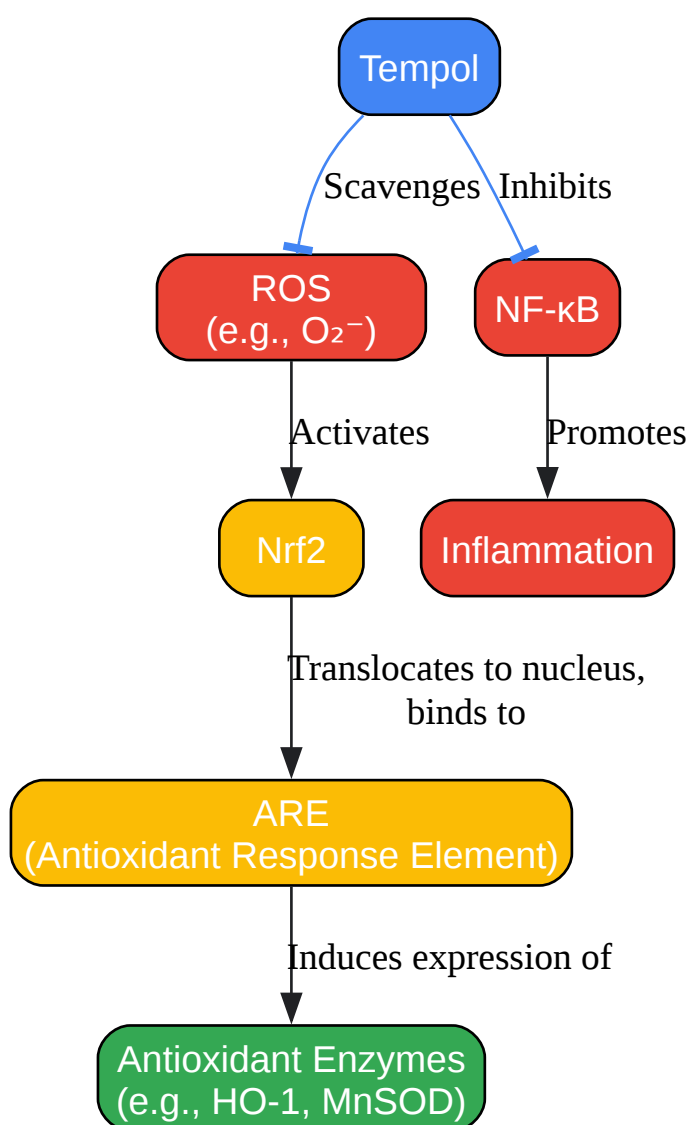 Tempol
Scavenges
Inhibits
ROS
(e.g., O₂⁻)
NF-κB
Activates
Promotes
Nrf2
Inflammation
Translocates to nucleus,
binds to
ARE
(Antioxidant Response Element)
Induces expression of
Antioxidant Enzymes
(e.g., HO-1, MnSOD)